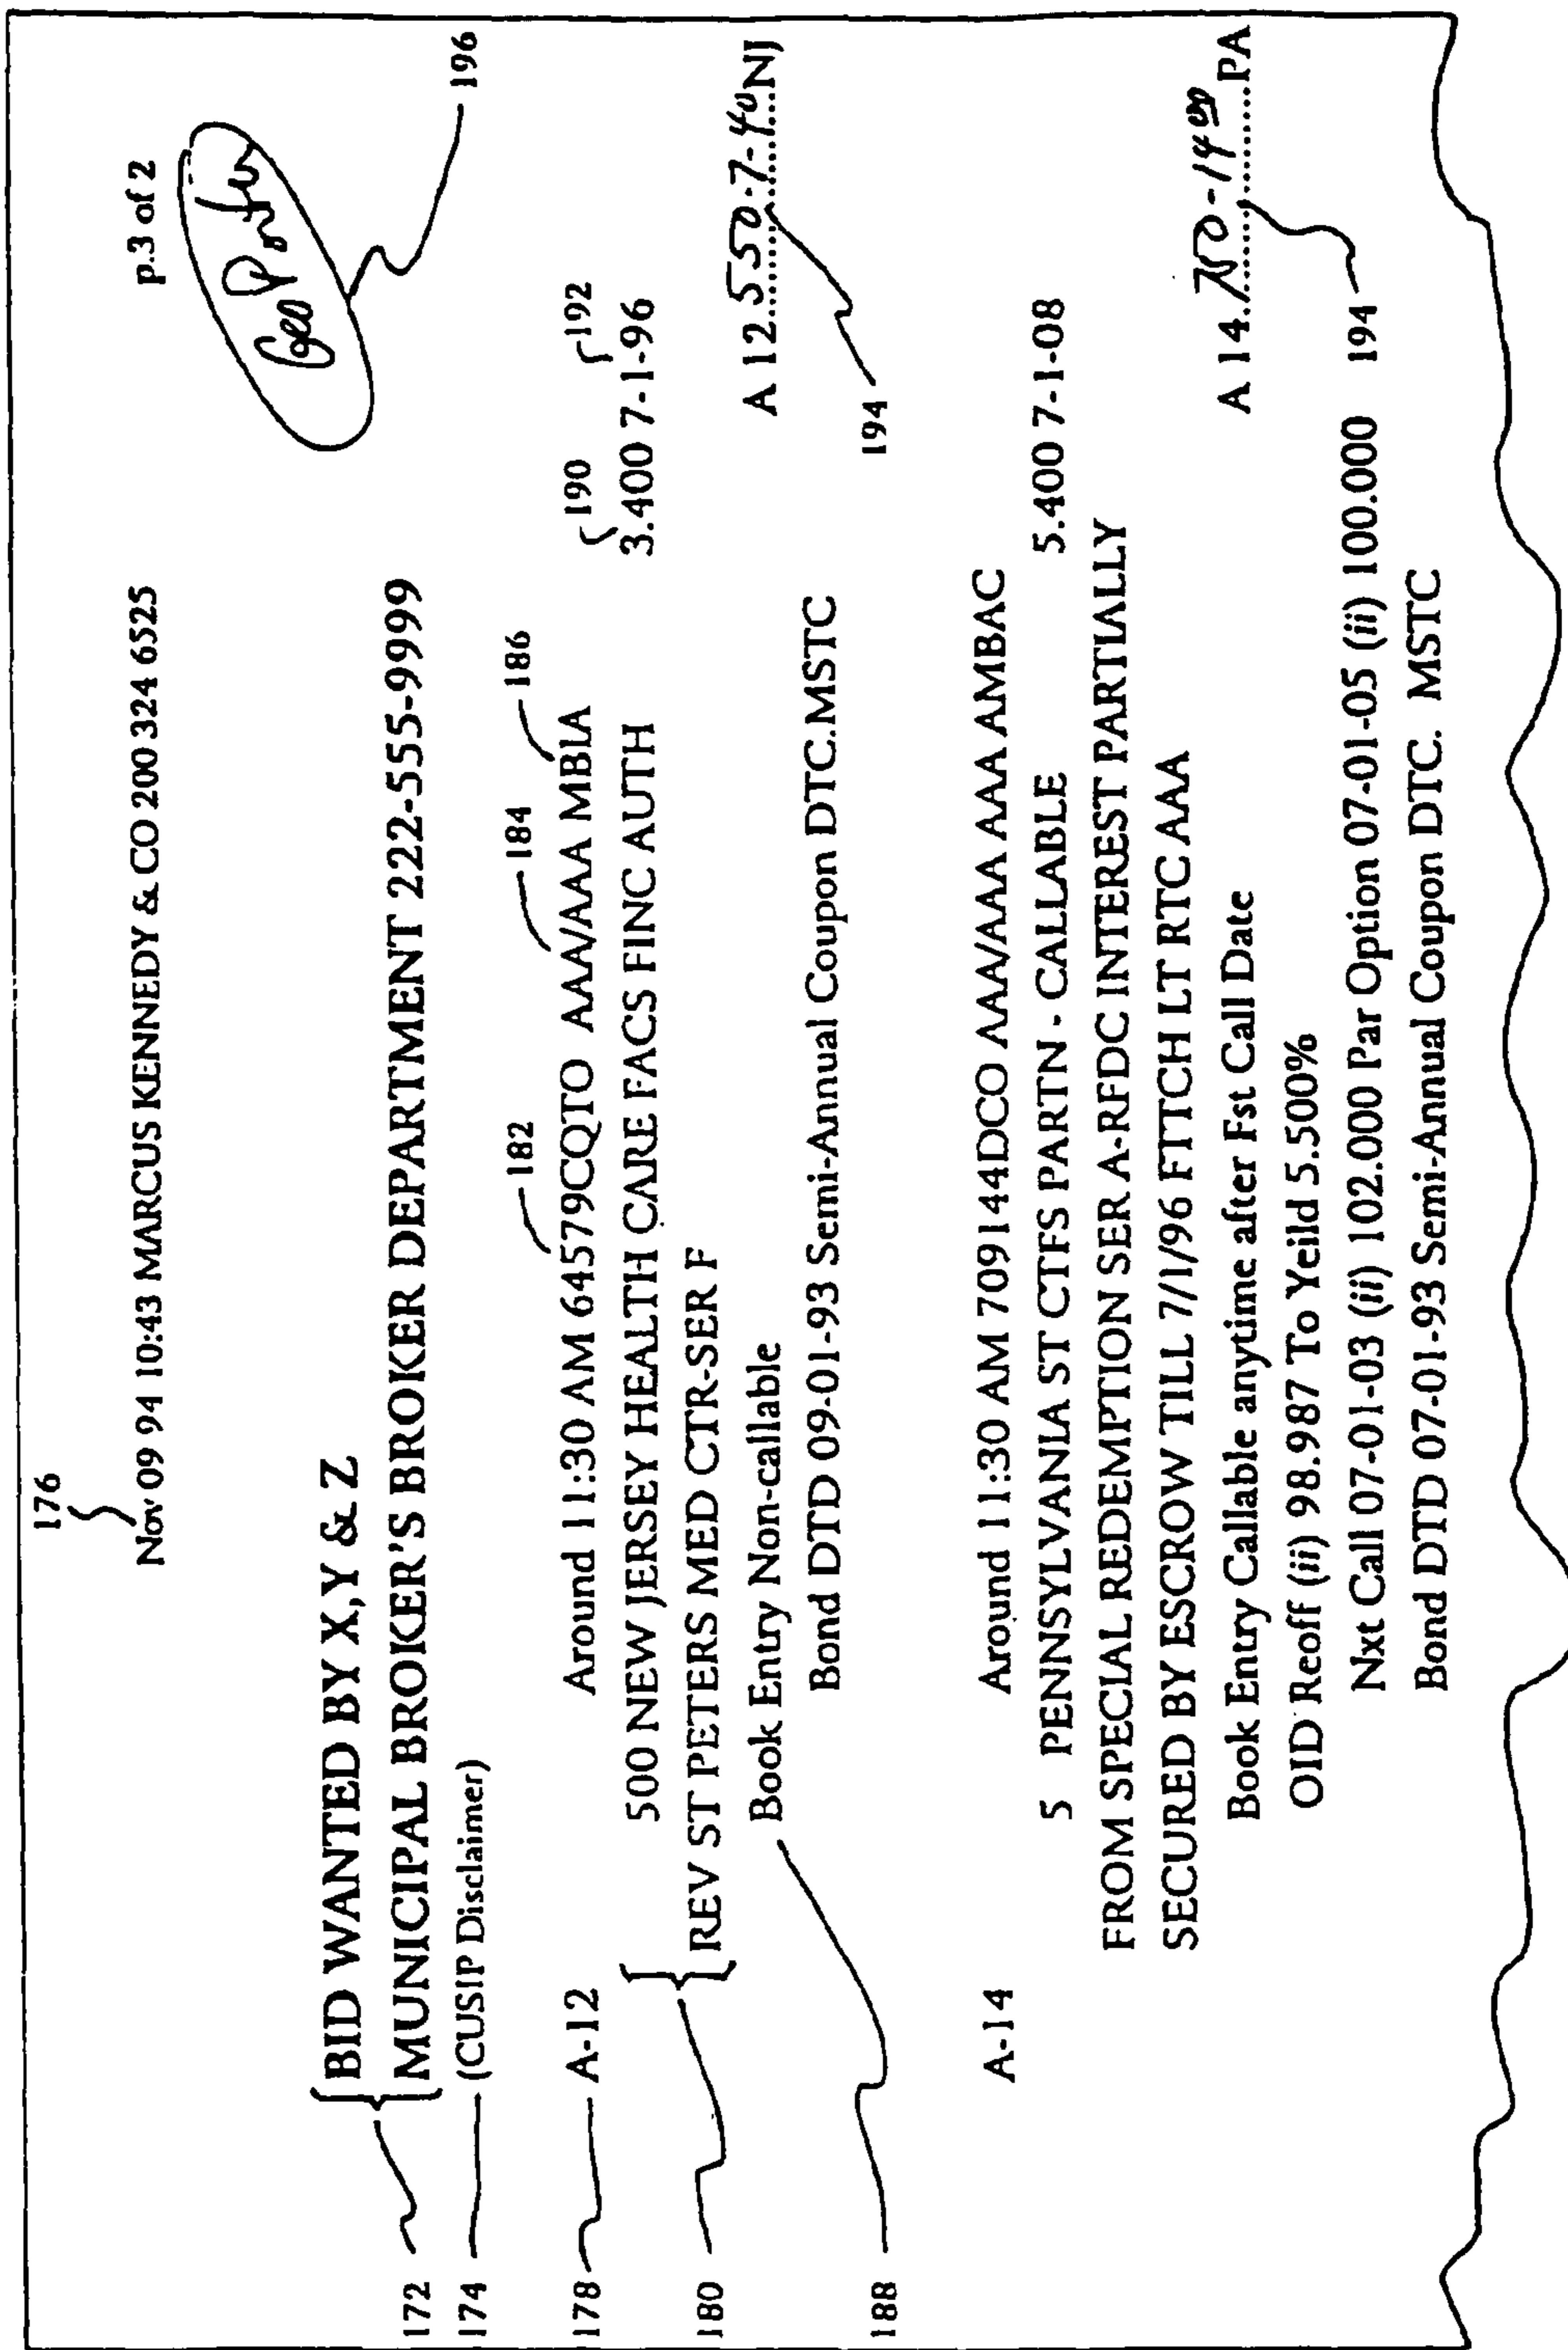 p.3 of 2
176
Nov 09 94 10:43 MARCUS KENNEDY & CO 200 324 6525
Geo
196
172
BID WANTED BY X,Y & Z
MUNICIPAL BROKER'S BROKER DEPARTMENT 222-555-9999
174
(CUSIP Disclaimer)
182 184 186 190 192
178 A-12 Around 11:30 AM 64579CQTO AAA/AAA MBIA
500 NEW JERSEY HEALTH CARE FACS FINC AUTH 3.400 7-1-96
180 REV ST PETERS MED CTR-SER F
188 Book Entry Non-callable A 12..550-7-40..NJ
Bond DTD 09-01-93 Semi-Annual Coupon DTC.MSTC
194
A-14 Around 11:30 AM 709144DCO AAA/AAA AAA AMBAC
5 PENNSYLVANIA ST CTFS PARTN - CALLABLE 5.400 7-1-08
FROM SPECIAL REDEMPTION SER A-RFDC INTEREST PARTIALLY
SECURED BY ESCROW TILL 7/1/96 FITCH LT RTC AAA
Book Entry Callable anytime after Fst Call Date A 14..........PA
OID Reoff (ii) 98.987 To Yeild 5.500%
Nxt Call 07-01-03 (ii) 102.000 Par Option 07-01-05 (ii) 100.000 194
Bond DTD 07-01-93 Semi-Annual Coupon DTC. MSTC